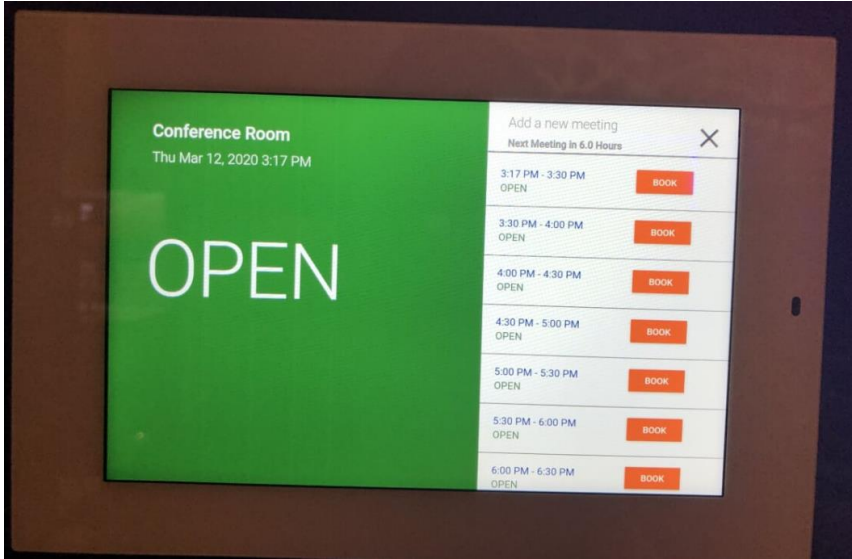 Conference Room
Thu Mar 12, 2020 3:17 PM
OPEN
Add a new meeting
Next Meeting in 6.0 Hours
3:17 PM - 3:30 PM
OPEN
BOOK
3:30 PM - 4:00 PM
OPEN
BOOK
4:00 PM - 4:30 PM
OPEN
BOOK
4:30 PM - 5:00 PM
OPEN
BOOK
5:00 PM - 5:30 PM
OPEN
BOOK
5:30 PM - 6:00 PM
OPEN
BOOK
6:00 PM - 6:30 PM
OPEN
BOOK